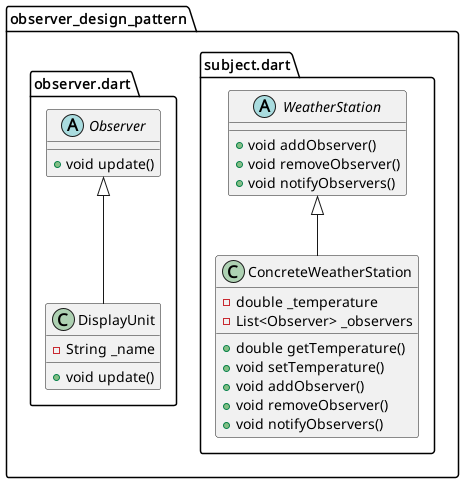 observer_design_pattern
observer.dart
A Observer
void update()
C DisplayUnit
String _name
void update()
subject.dart
A WeatherStation
void addObserver()
void removeObserver()
void notifyObservers()
C ConcreteWeatherStation
double _temperature
List<Observer> _observers
double getTemperature()
void setTemperature()
void addObserver()
void removeObserver()
void notifyObservers()